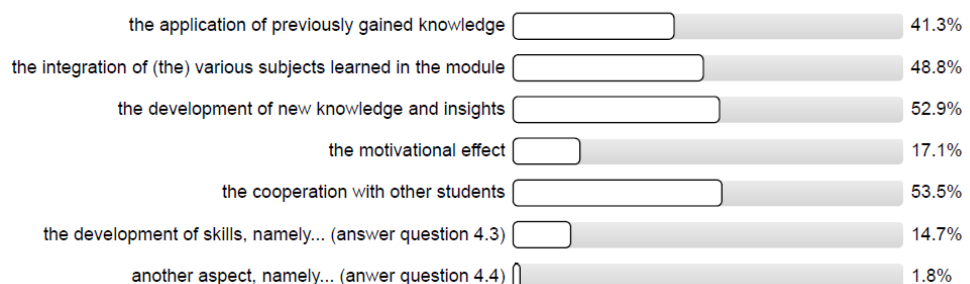 the application of previously gained knowledge 41.3%
the integration of (the) various subjects learned in the module 48.8%
the development of new knowledge and insights 52.9%
the motivational effect 17.1%
the cooperation with other students 53.5%
the development of skills, namely... (answer question 4.3) 14.7%
another aspect, namely... (anwer question 4.4) 1.8%